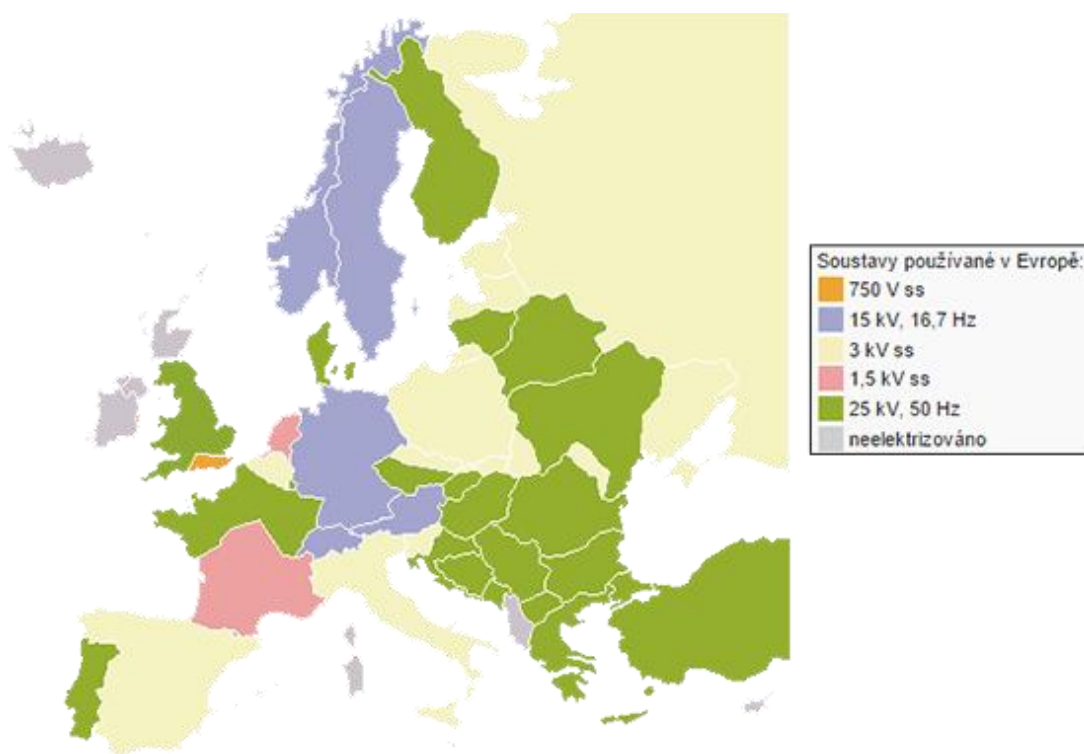 Soustavy používané v Evropě:
750 V ss
15 kV, 16,7 Hz
3 kV ss
1,5 kV ss
25 kV, 50 Hz
neelektrizováno